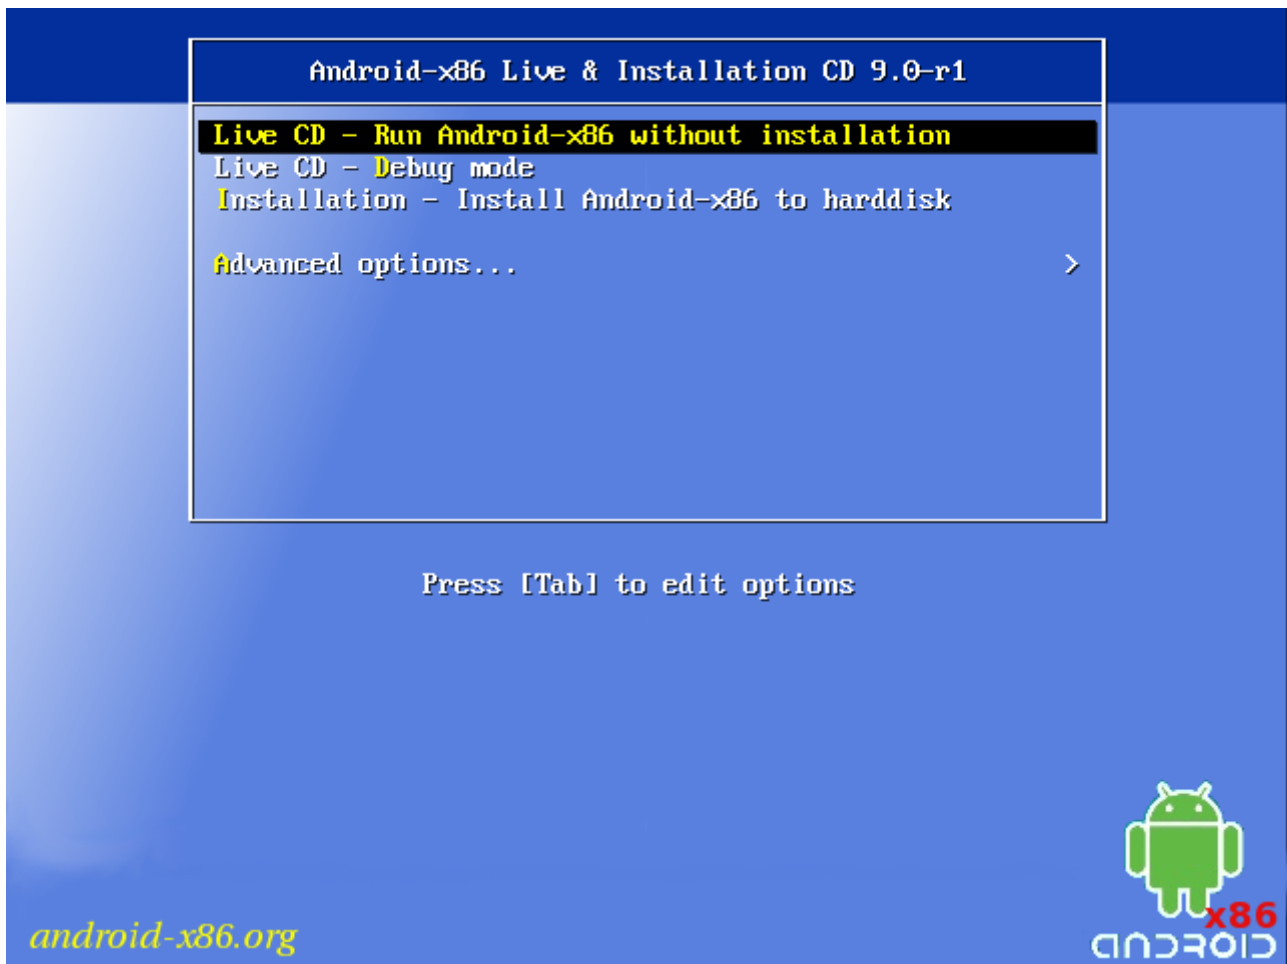 Android-x86 Live & Installation CD 9.0-r1
Live CD - Run Android-x86 without installation
Live CD - Debug mode
Installation - Install Android-x86 to harddisk
Advanced options... >
Press [Tab] to edit options
x86
android-x86.org
ANDROID